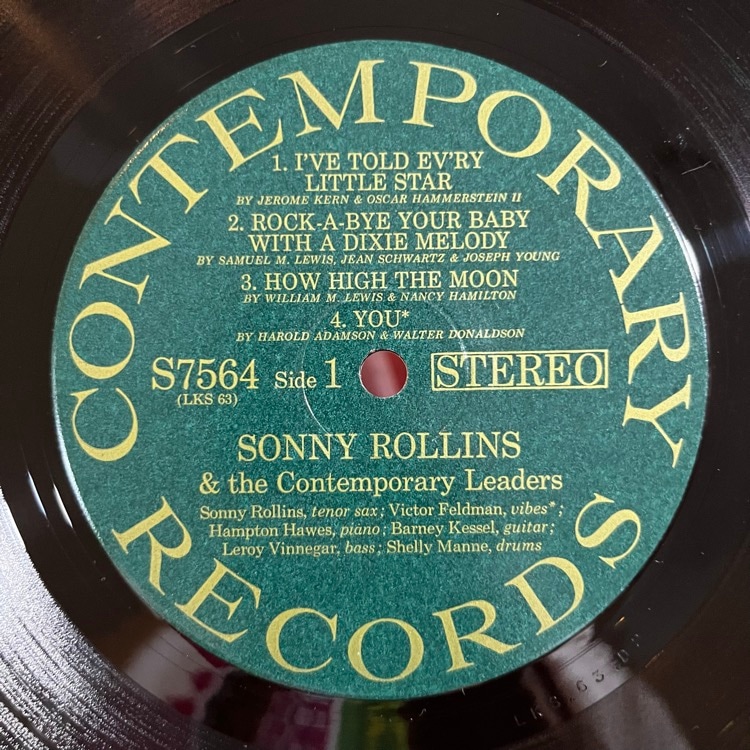 CONTEMPORARY
1. I'VE TOLD EV'RY
LITTLE STAR
BY JEROME KERN & OSCAR HAMMERSTEIN II
2. ROCK-A-BYE YOUR BABY
WITH A DIXIE MELODY
BY SAMUEL M. LEWIS, JEAN SCHWARTZ & JOSEPH YOUNG
3. HOW HIGH THE MOON
BY WILLIAM M. LEWIS & NANCY HAMILTON
4. YOU*
BY HAROLD ADAMSON & WALTER DONALDSON
S7564 Side 1 STEREO
(LKS 63)
SONNY ROLLINS
& the Contemporary Leaders
Sonny Rollins, tenor sax; Victor Feldman, vibes*;
Hampton Hawes, piano; Barney Kessel, guitar;
Leroy Vinnegar, bass; Shelly Manne, drums
RECORDS